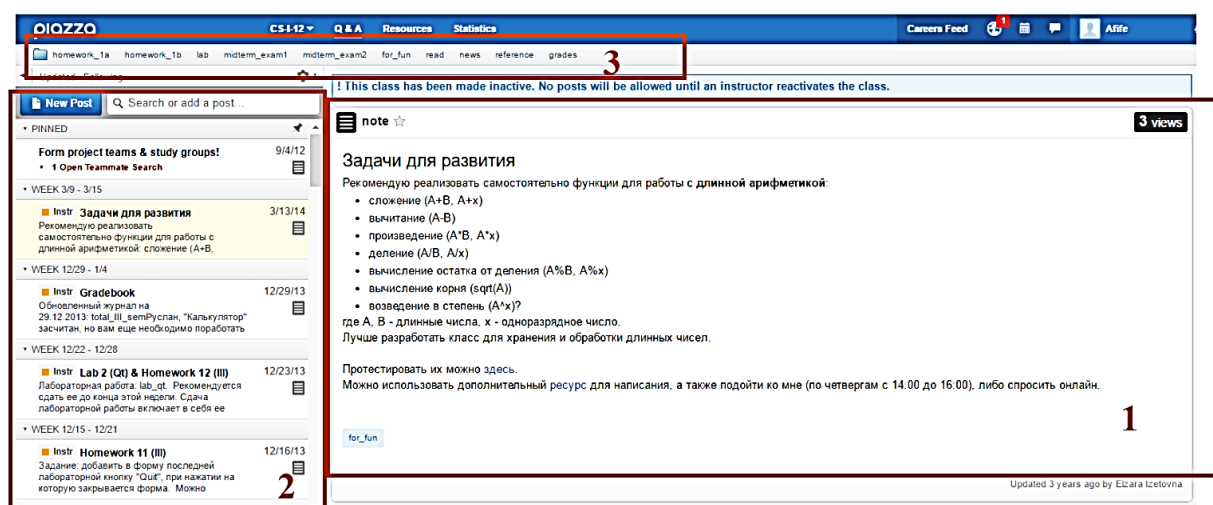 piazza CS-I-12 Q & A Resources Statistics Careers Feed 1 Afife
homework_1a homework_1b lab midterm_exam1 midterm_exam2 for_fun read news reference grades
3
Updated Following
! This class has been made inactive. No posts will be allowed until an instructor reactivates the class.
New Post Search or add a post...
PINNED
Form project teams & study groups! 9/4/12
1 Open Teammate Search
WEEK 3/9 - 3/15
Instr Задачи для развития 3/13/14
Рекомендую реализовать
самостоятельно функции для работы с
длинной арифметикой: сложение (A+B,
WEEK 12/29 - 1/4
Instr Gradebook 12/29/13
Обновленный журнал на
29.12.2013: total_III_semРуслан, "Калькулятор"
засчитан, но вам еще необходимо поработать
WEEK 12/22 - 12/28
Instr Lab 2 (Qt) & Homework 12 (III) 12/23/13
Лабораторная работа: lab_qt. Рекомендуется
сдать ее до конца этой недели. Сдача
лабораторной работы включает в себя ее
WEEK 12/15 - 12/21
Instr Homework 11 (III) 12/16/13
Задание: добавить в форму последней
лабораторной кнопку "Quit", при нажатии на
которую закрывается форма. Можно
2
note 3 views
Задачи для развития
Рекомендую реализовать самостоятельно функции для работы с длинной арифметикой:
• сложение (A+B, A+x)
• вычитание (A-B)
• произведение (A*B, A*x)
• деление (A/B, A/x)
• вычисление остатка от деления (A%B, A%x)
• вычисление корня (sqrt(A))
• возведение в степень (A^x)?
где A, B - длинные числа, x - одноразрядное число.
Лучше разработать класс для хранения и обработки длинных чисел.
Протестировать их можно здесь.
Можно использовать дополнительный ресурс для написания, а также подойти ко мне (по четвергам с 14:00 до 16:00), либо спросить онлайн.
1
for_fun
Updated 3 years ago by Elzara Izetovna